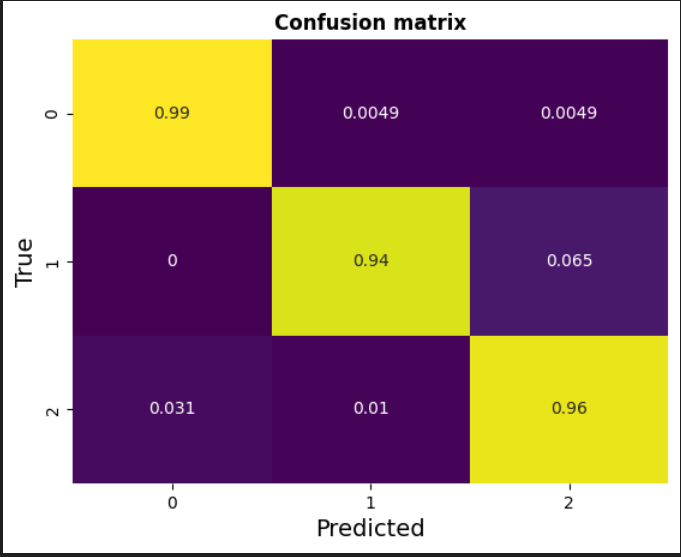 Confusion matrix
0 0.99 0.0049 0.0049
True
1 0 0.94 0.065
2 0.031 0.01 0.96
0 1 2
Predicted